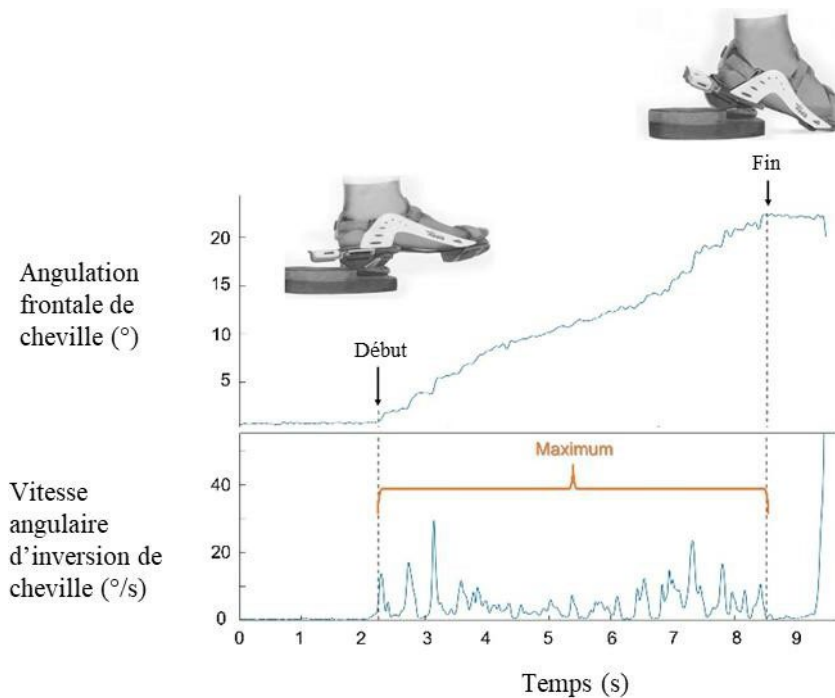 Fin
Angulation
frontale de
cheville (°)
20
15
10
5
Début
Maximum
Vitesse
angulaire
d'inversion de
cheville (°/s)
40
20
0
0 1 2 3 4 5 6 7 8 9
Temps (s)